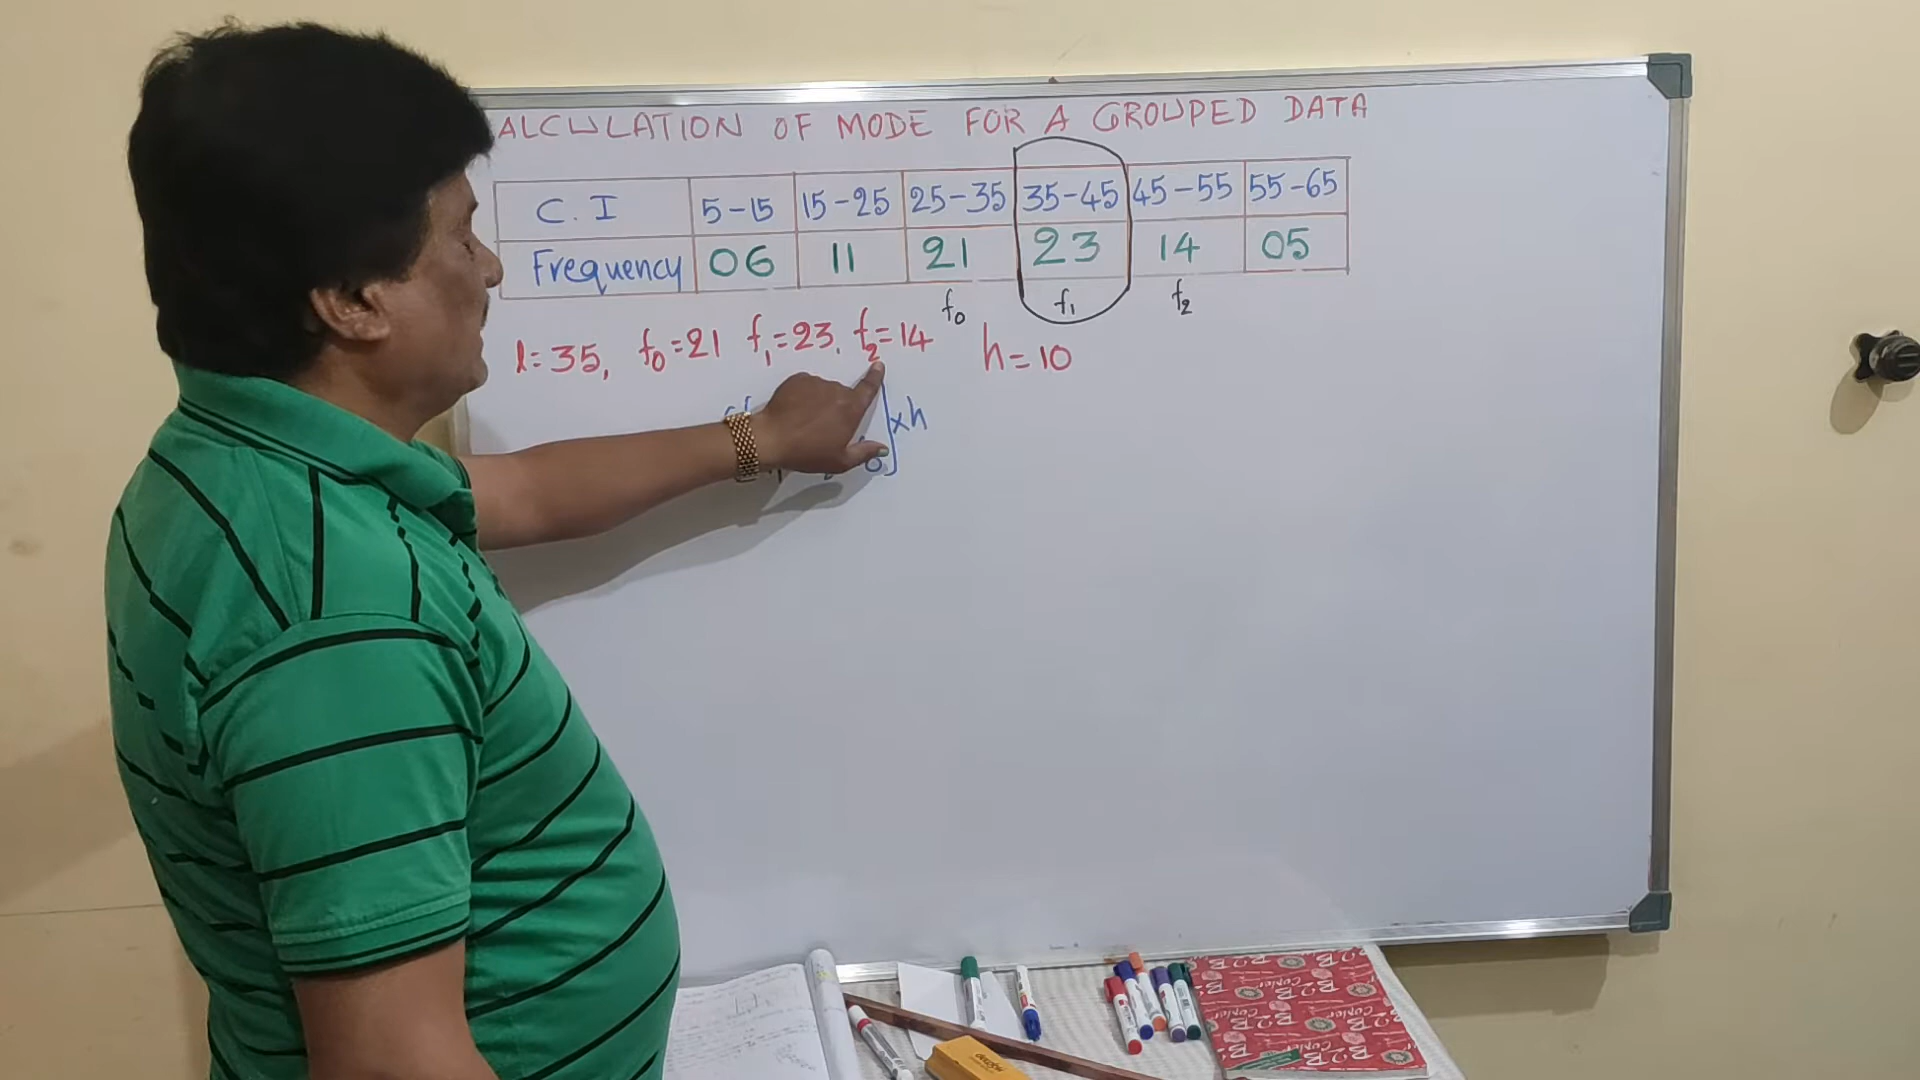 ALCULATION OF MODE FOR A GROUPED DATA
C.I 5-15 15-25 25-35 35-45 45-55 55-65
Frequency 06 11 21 23 14 05
f₀ f₁ f₂
l=35, f₀=21 f₁=23. f₂=14 h=10
×h